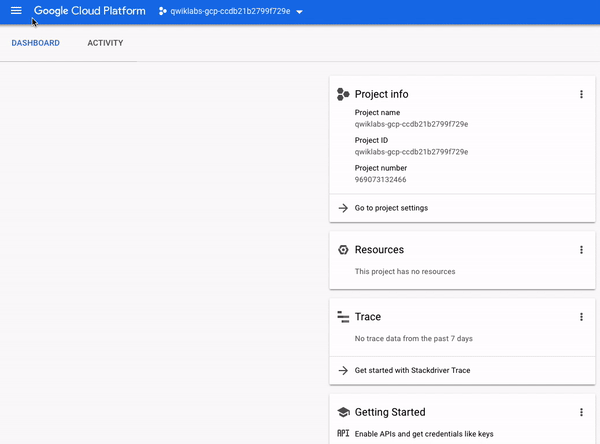 Google Cloud Platform
qwiklabs-gcp-ccdb21b2799f729e
DASHBOARD
ACTIVITY
Project info
Project name
qwiklabs-gcp-ccdb21b2799f729e
Project ID
qwiklabs-gcp-ccdb21b2799f729e
Project number
969073132466
Go to project settings
Resources
This project has no resources
Trace
No trace data from the past 7 days
Get started with Stackdriver Trace
Getting Started
API Enable APIs and get credentials like keys